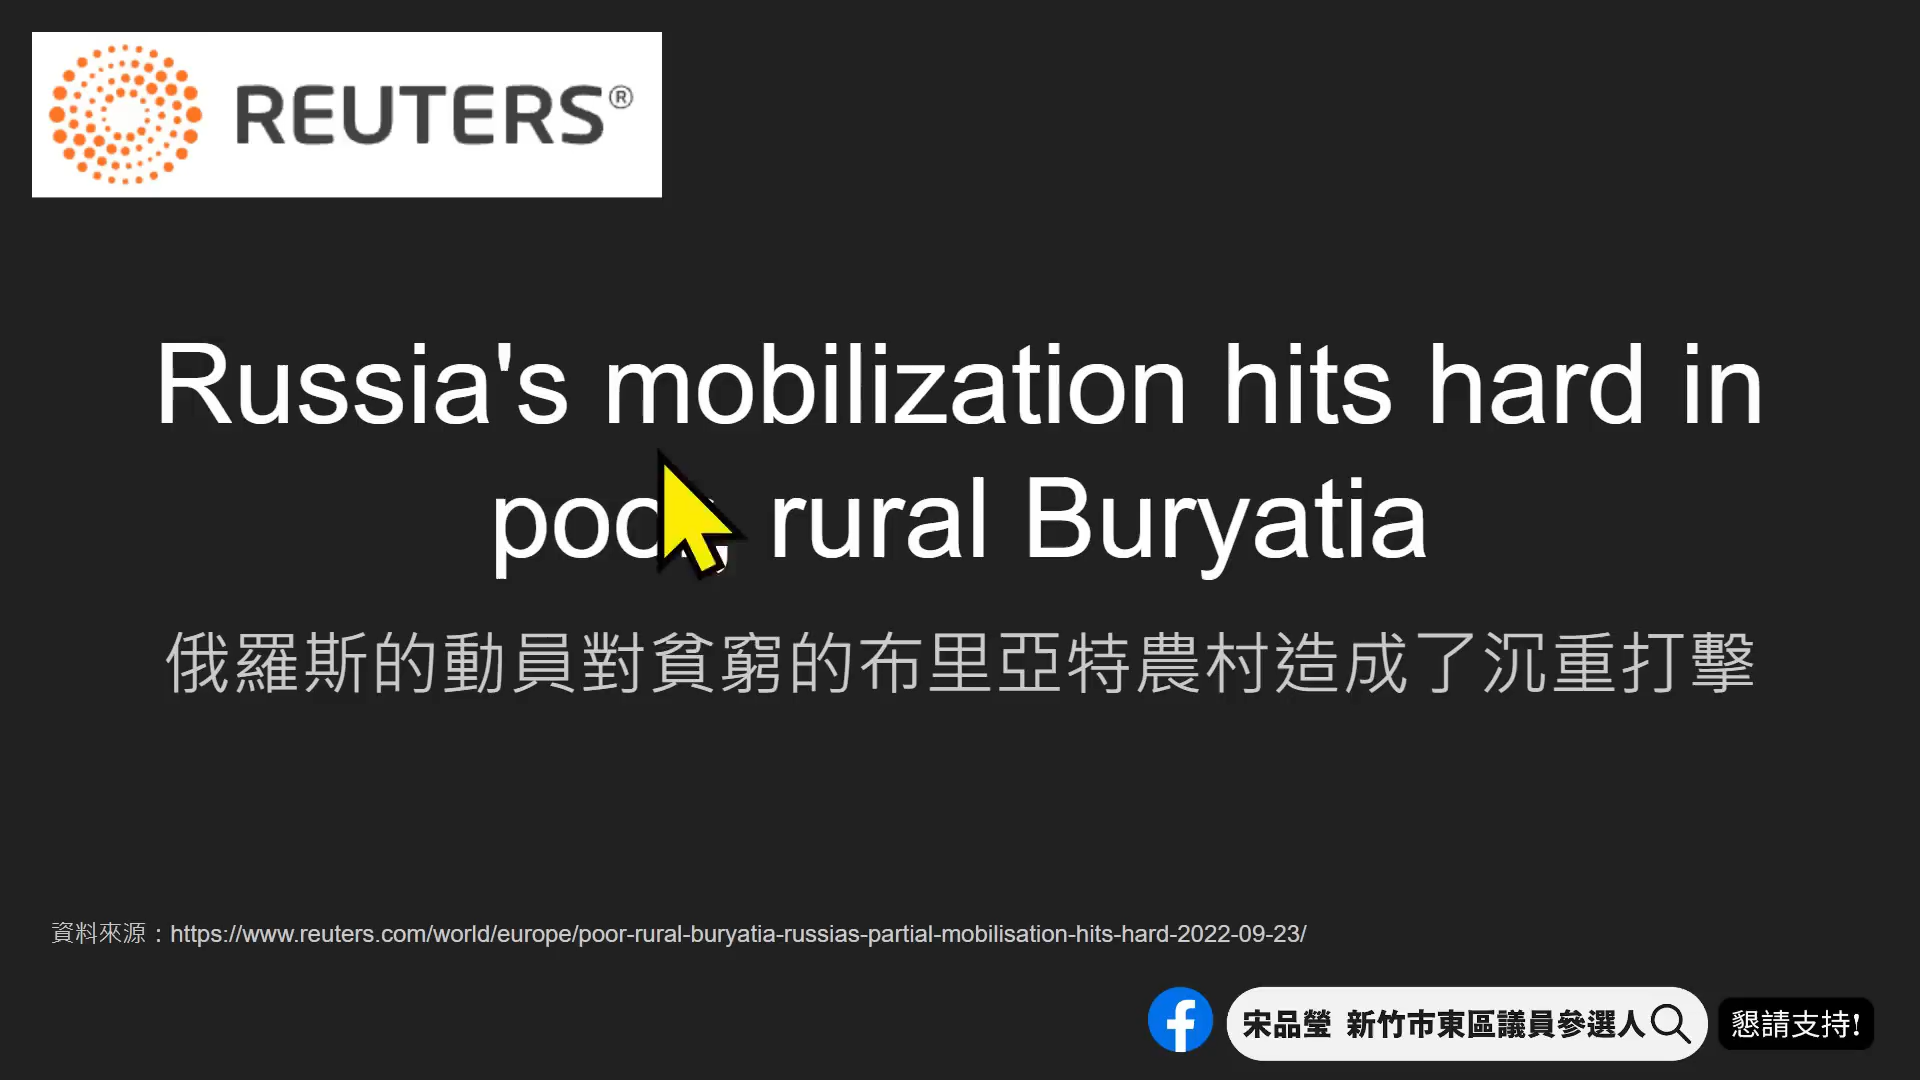 REUTERS®
Russia's mobilization hits hard in
rural Buryatia
俄羅斯的動員對貧窮的布里亞特農村造成了沉重打擊
資料來源：https://www.reuters.com/world/europe/poor-rural-buryatia-russias-partial-mobilisation-hits-hard-2022-09-23/
宋品瑩 新竹市東區議員參選人
懇請支持!